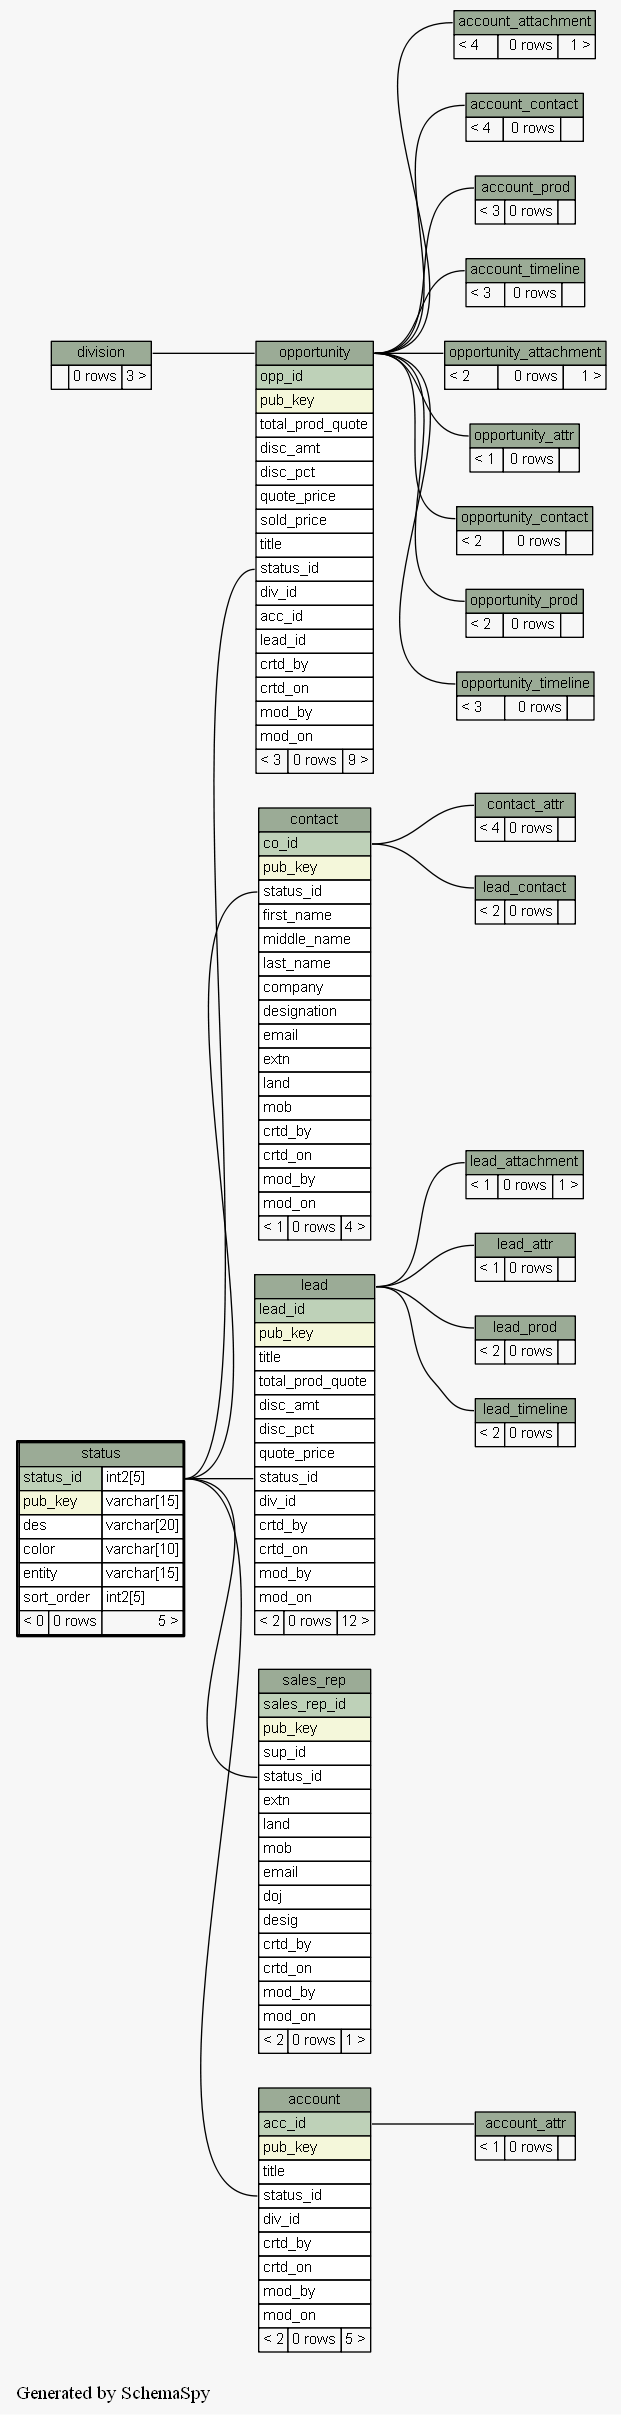 account_attachment
< 4 0 rows 1 >
account_contact
< 4 0 rows
account_prod
< 3 0 rows
account_timeline
< 3 0 rows
division
0 rows 3 >
opportunity
opp_id
pub_key
total_prod_quote
disc_amt
disc_pct
quote_price
sold_price
title
status_id
div_id
acc_id
lead_id
crtd_by
crtd_on
mod_by
mod_on
< 3 0 rows 9 >
opportunity_attachment
< 2 0 rows 1 >
opportunity_attr
< 1 0 rows
opportunity_contact
< 2 0 rows
opportunity_prod
< 2 0 rows
opportunity_timeline
< 3 0 rows
contact
co_id
pub_key
status_id
first_name
middle_name
last_name
company
designation
email
extn
land
mob
crtd_by
crtd_on
mod_by
mod_on
< 1 0 rows 4 >
contact_attr
< 4 0 rows
lead_contact
< 2 0 rows
lead_attachment
< 1 0 rows 1 >
lead_attr
< 1 0 rows
lead_prod
< 2 0 rows
lead_timeline
< 2 0 rows
lead
lead_id
pub_key
title
total_prod_quote
disc_amt
disc_pct
quote_price
status_id
div_id
crtd_by
crtd_on
mod_by
mod_on
< 2 0 rows 12 >
status
status_id int2[5]
pub_key varchar[15]
des varchar[20]
color varchar[10]
entity varchar[15]
sort_order int2[5]
< 0 0 rows 5 >
sales_rep
sales_rep_id
pub_key
sup_id
status_id
extn
land
mob
email
doj
desig
crtd_by
crtd_on
mod_by
mod_on
< 2 0 rows 1 >
account
acc_id
pub_key
title
status_id
div_id
crtd_by
crtd_on
mod_by
mod_on
< 2 0 rows 5 >
account_attr
< 1 0 rows
Generated by SchemaSpy